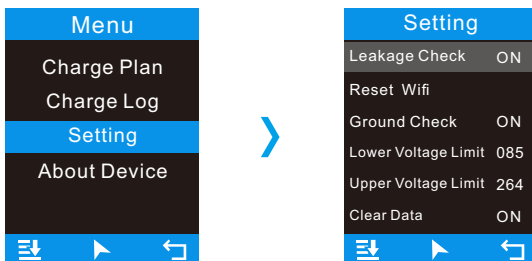 Menu
Charge Plan
Charge Log
Setting
About Device
Setting
Leakage Check ON
Reset Wifi
Ground Check ON
Lower Voltage Limit 085
Upper Voltage Limit 264
Clear Data ON